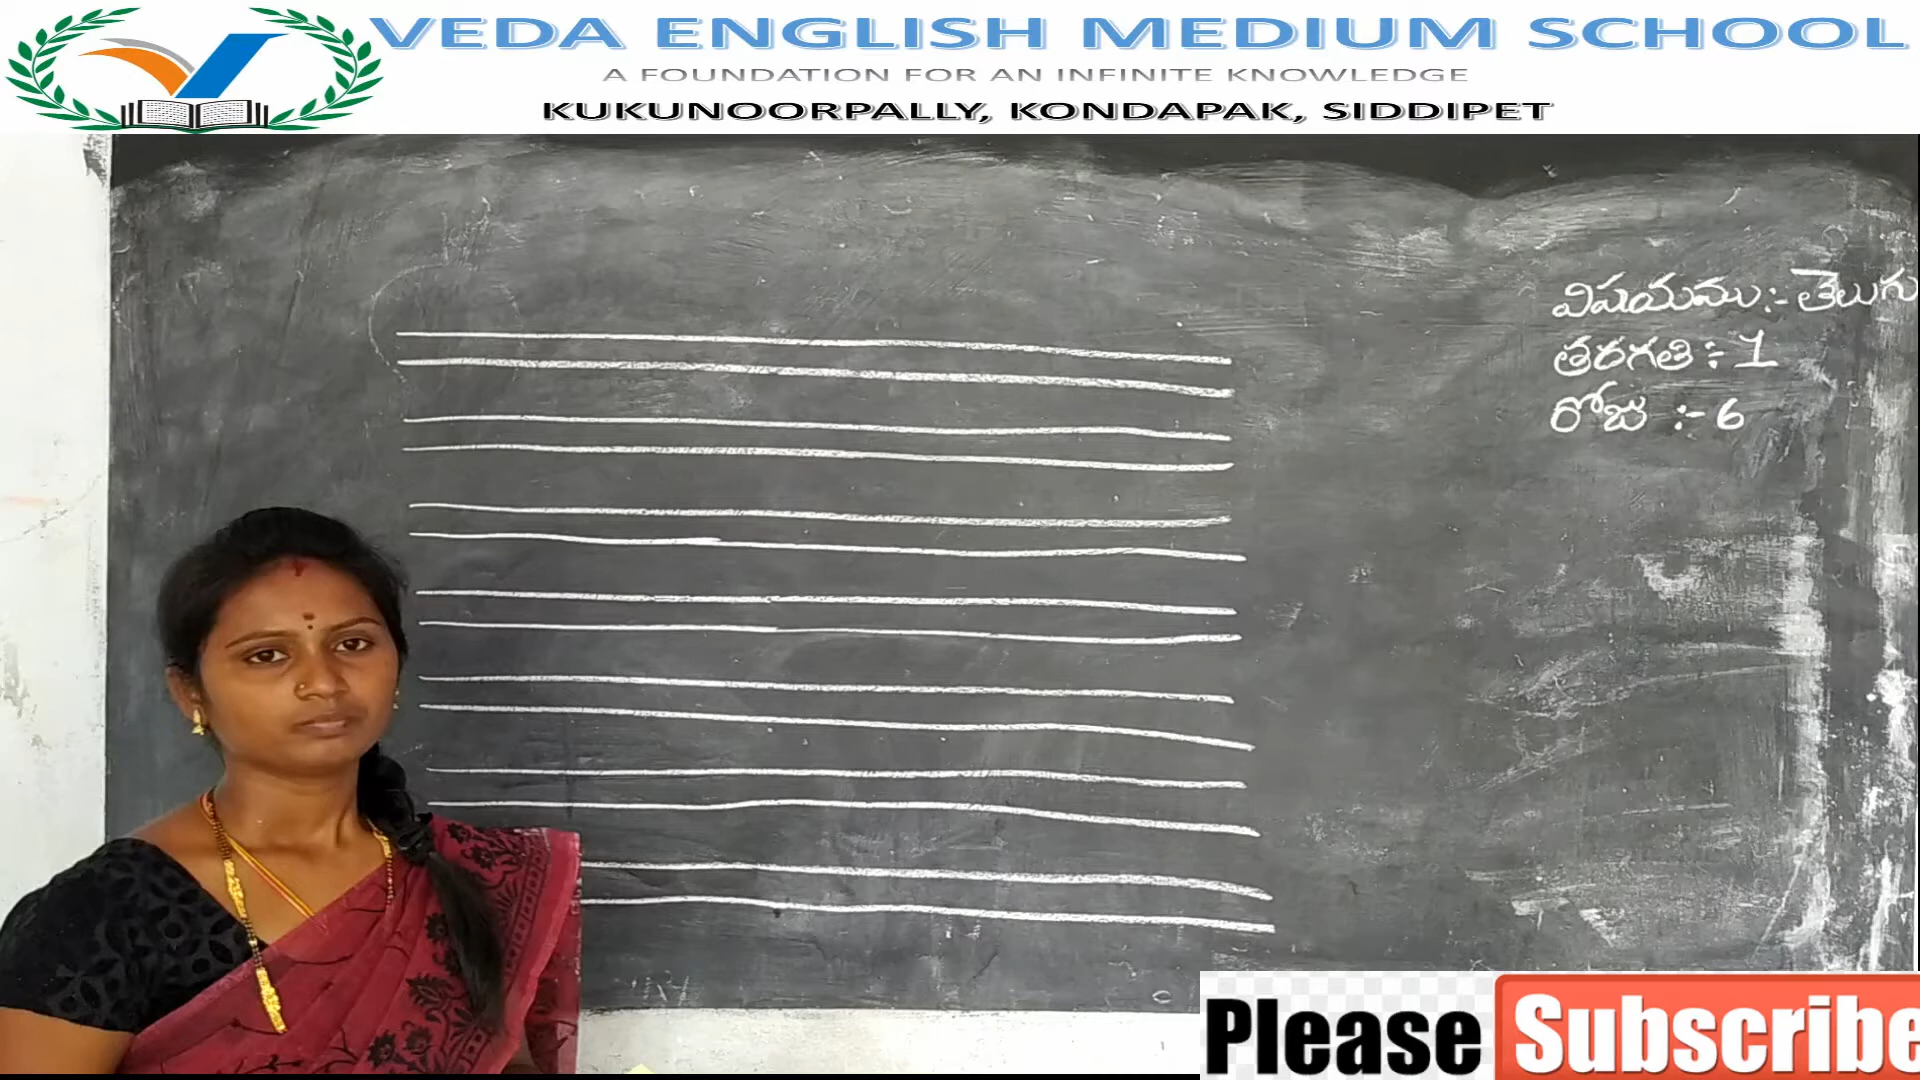 VEDA ENGLISH MEDIUM SCHOOL
A FOUNDATION FOR AN INFINITE KNOWLEDGE
KUKUNOORPALLY, KONDAPAK, SIDDIPET
విషయము:- తెలుగు
తరగతి :- 1
రోజు :- 6
Please Subscribe